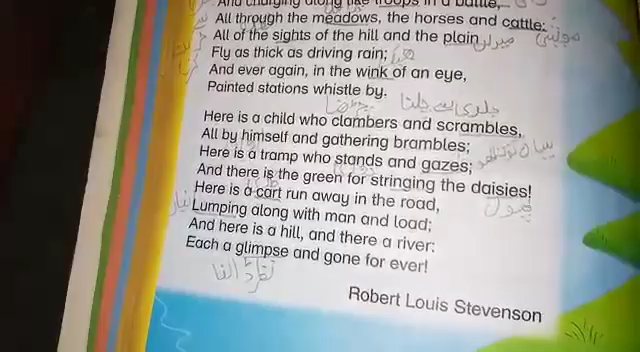 And charging along like troops in a battle,
All through the meadows, the horses and cattle:
All of the sights of the hill and the plain
Fly as thick as driving rain;
And ever again, in the wink of an eye,
Painted stations whistle by.
Here is a child who clambers and scrambles,
All by himself and gathering brambles;
Here is a tramp who stands and gazes;
And there is the green for stringing the daisies!
Here is a cart run away in the road,
Lumping along with man and load;
And here is a hill, and there a river:
Each a glimpse and gone for ever!
Robert Louis Stevenson